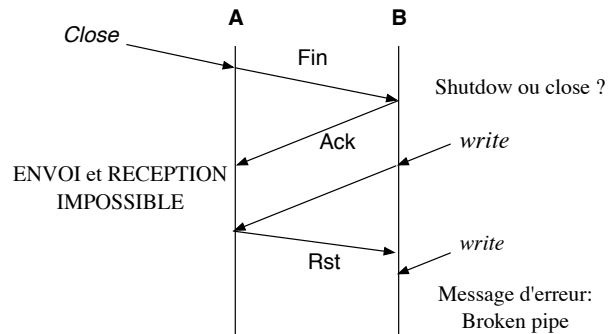 A B
Close
Fin
Shutdow ou close ?
Ack
write
ENVOI et RECEPTION
IMPOSSIBLE
write
Rst
Message d'erreur:
Broken pipe